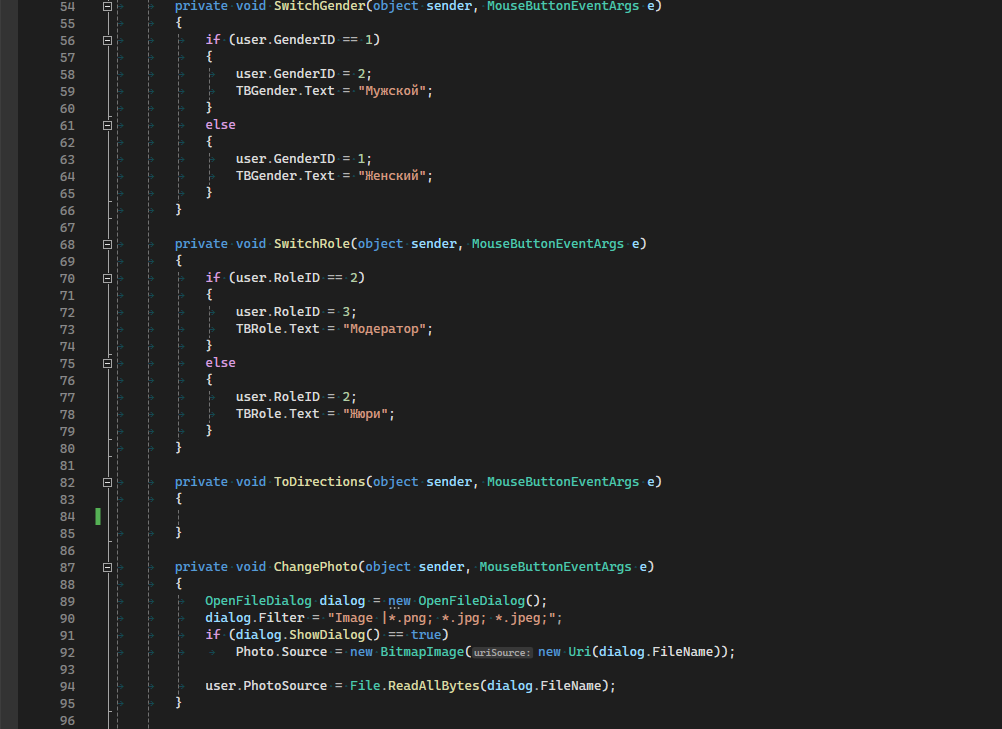 54 private void SwitchGender(object sender, MouseButtonEventArgs e)
55 {
56 if (user.GenderID == 1)
57 {
58 user.GenderID = 2;
59 TBGender.Text = "Мужской";
60 }
61 else
62 {
63 user.GenderID = 1;
64 TBGender.Text = "Женский";
65 }
66 }
67
68 private void SwitchRole(object sender, MouseButtonEventArgs e)
69 {
70 if (user.RoleID == 2)
71 {
72 user.RoleID = 3;
73 TBRole.Text = "Модератор";
74 }
75 else
76 {
77 user.RoleID = 2;
78 TBRole.Text = "Жюри";
79 }
80 }
81
82 private void ToDirections(object sender, MouseButtonEventArgs e)
83 {
84
85 }
86
87 private void ChangePhoto(object sender, MouseButtonEventArgs e)
88 {
89 OpenFileDialog dialog = new OpenFileDialog();
90 dialog.Filter = "Image |*.png; *.jpg; *.jpeg;";
91 if (dialog.ShowDialog() == true)
92 Photo.Source = new BitmapImage(uriSource: new Uri(dialog.FileName));
93
94 user.PhotoSource = File.ReadAllBytes(dialog.FileName);
95 }
96